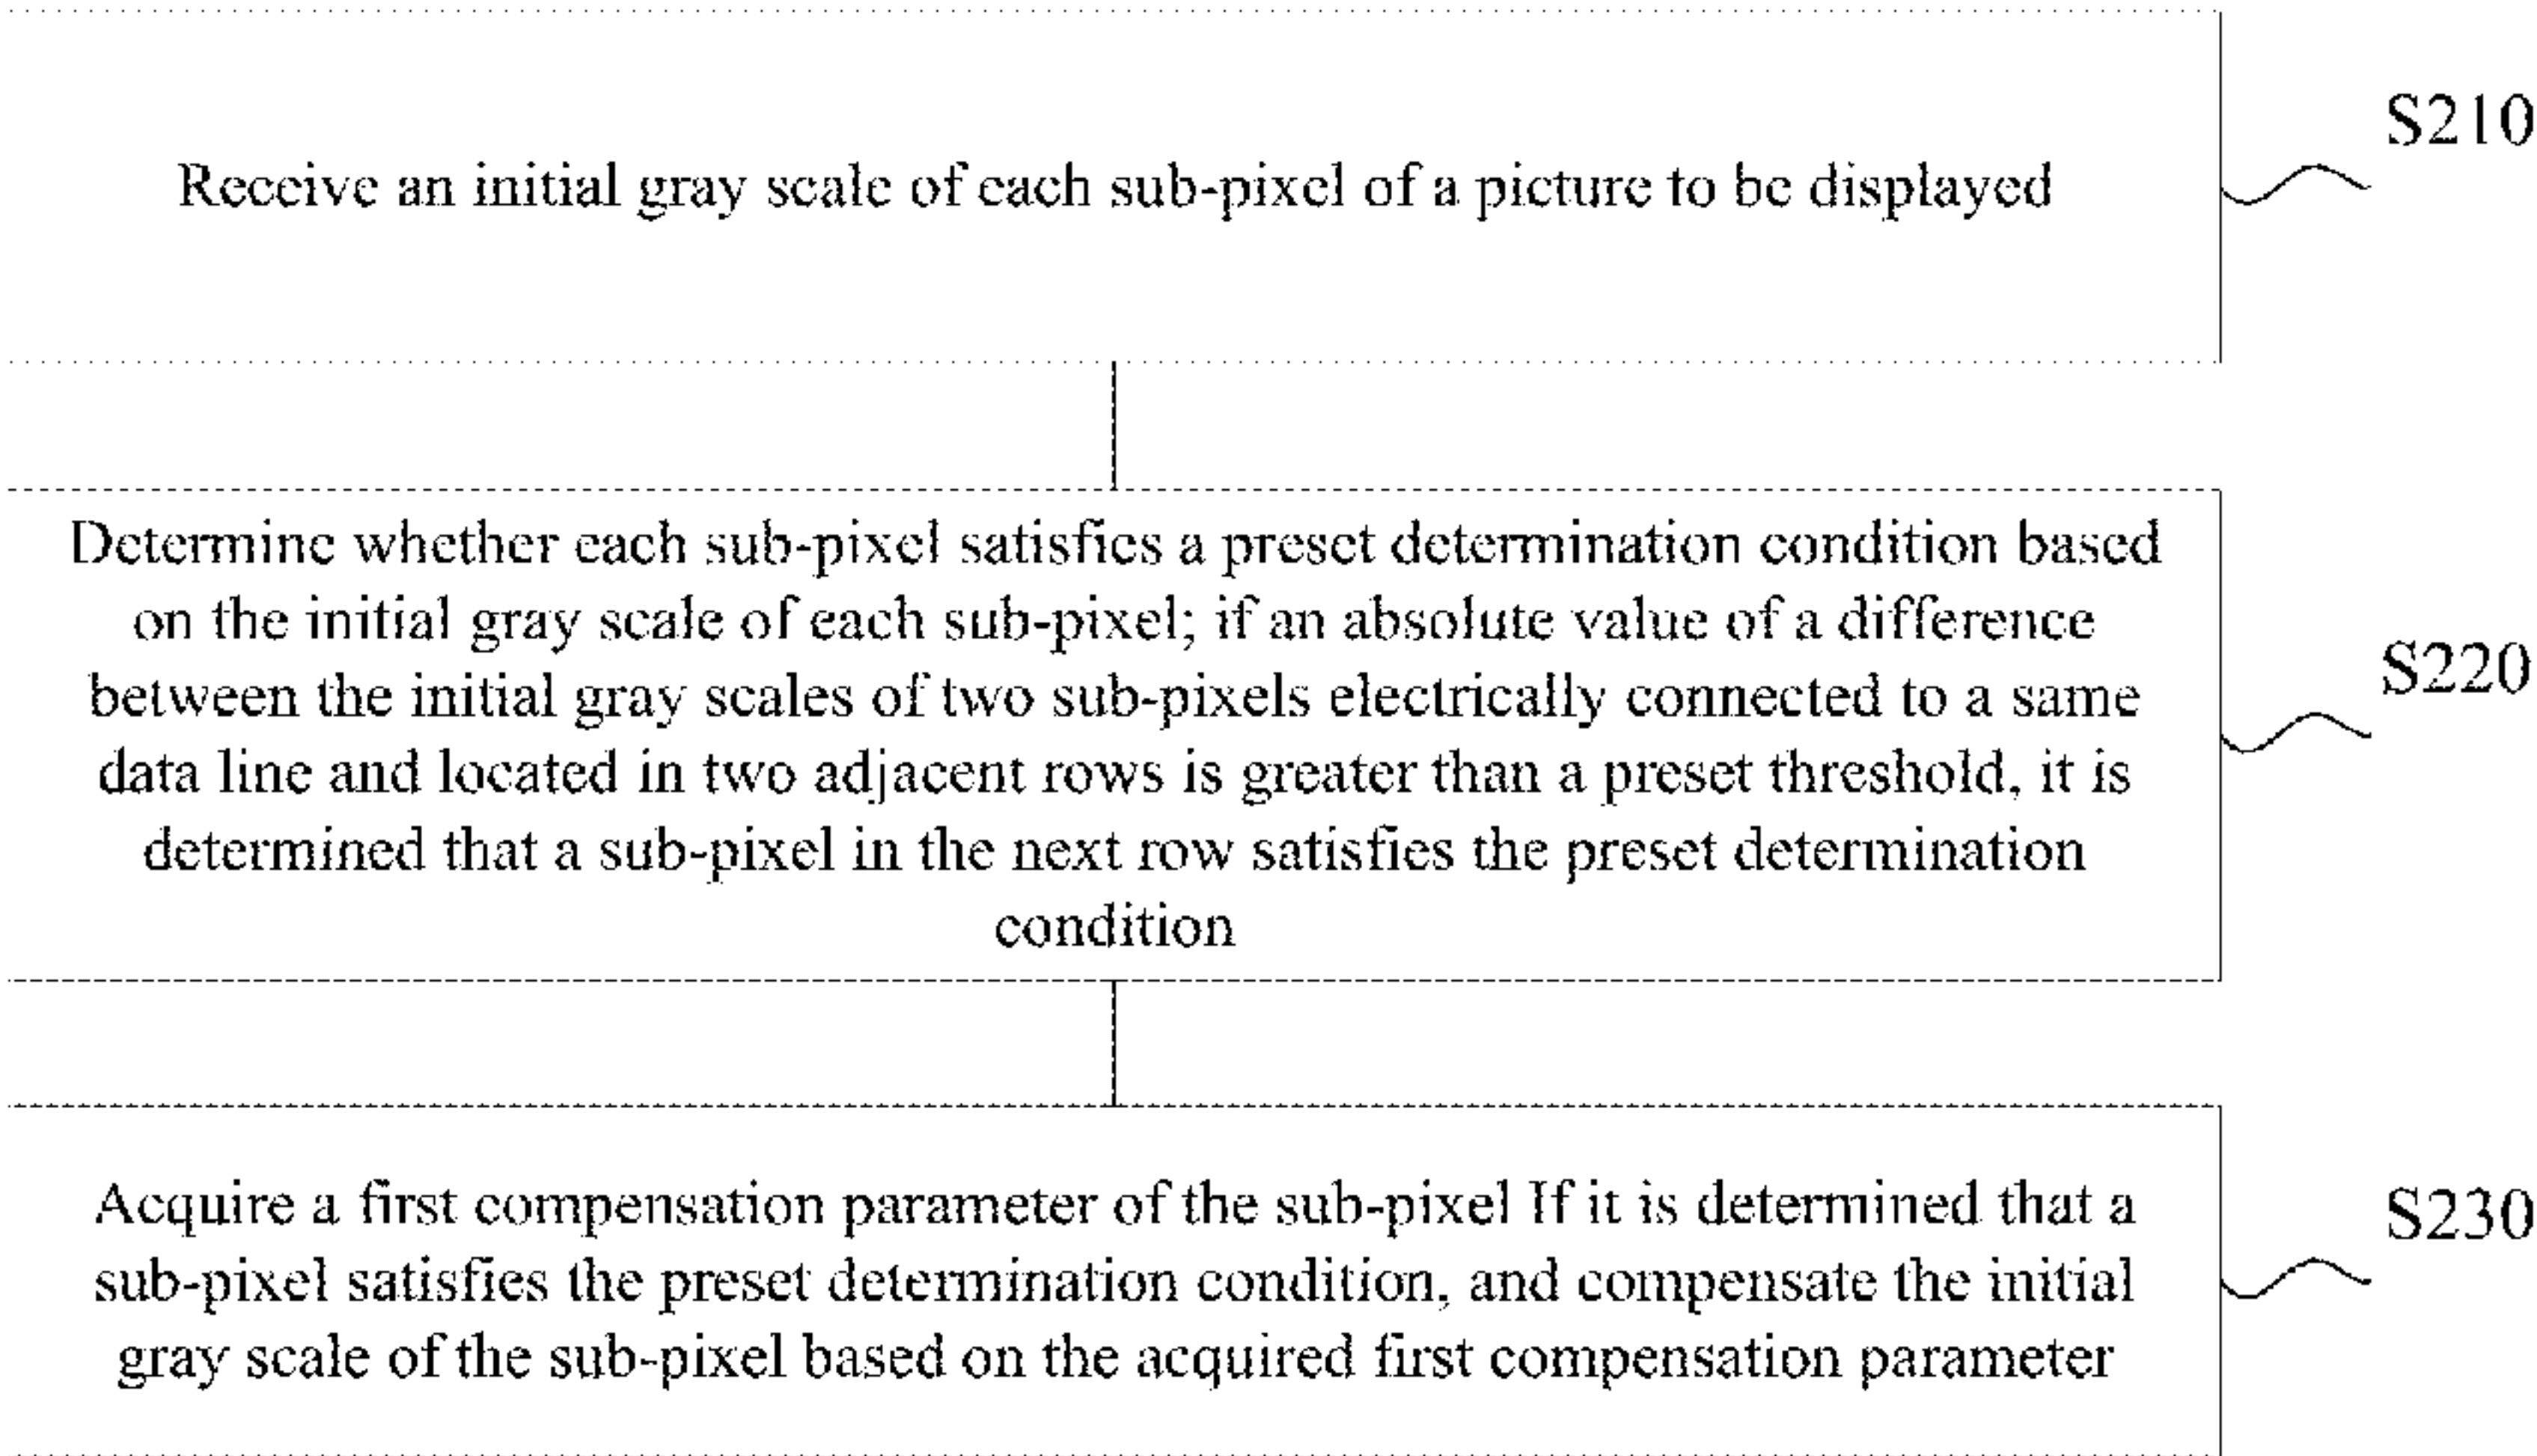 Receive an initial gray scale of each sub-pixel of a picture to be displayed
S210
Determine whether each sub-pixel satisfies a preset determination condition based
on the initial gray scale of each sub-pixel; if an absolute value of a difference
between the initial gray scales of two sub-pixels electrically connected to a same
data line and located in two adjacent rows is greater than a preset threshold, it is
determined that a sub-pixel in the next row satisfies the preset determination
condition
S220
Acquire a first compensation parameter of the sub-pixel If it is determined that a
sub-pixel satisfies the preset determination condition, and compensate the initial
gray scale of the sub-pixel based on the acquired first compensation parameter
S230